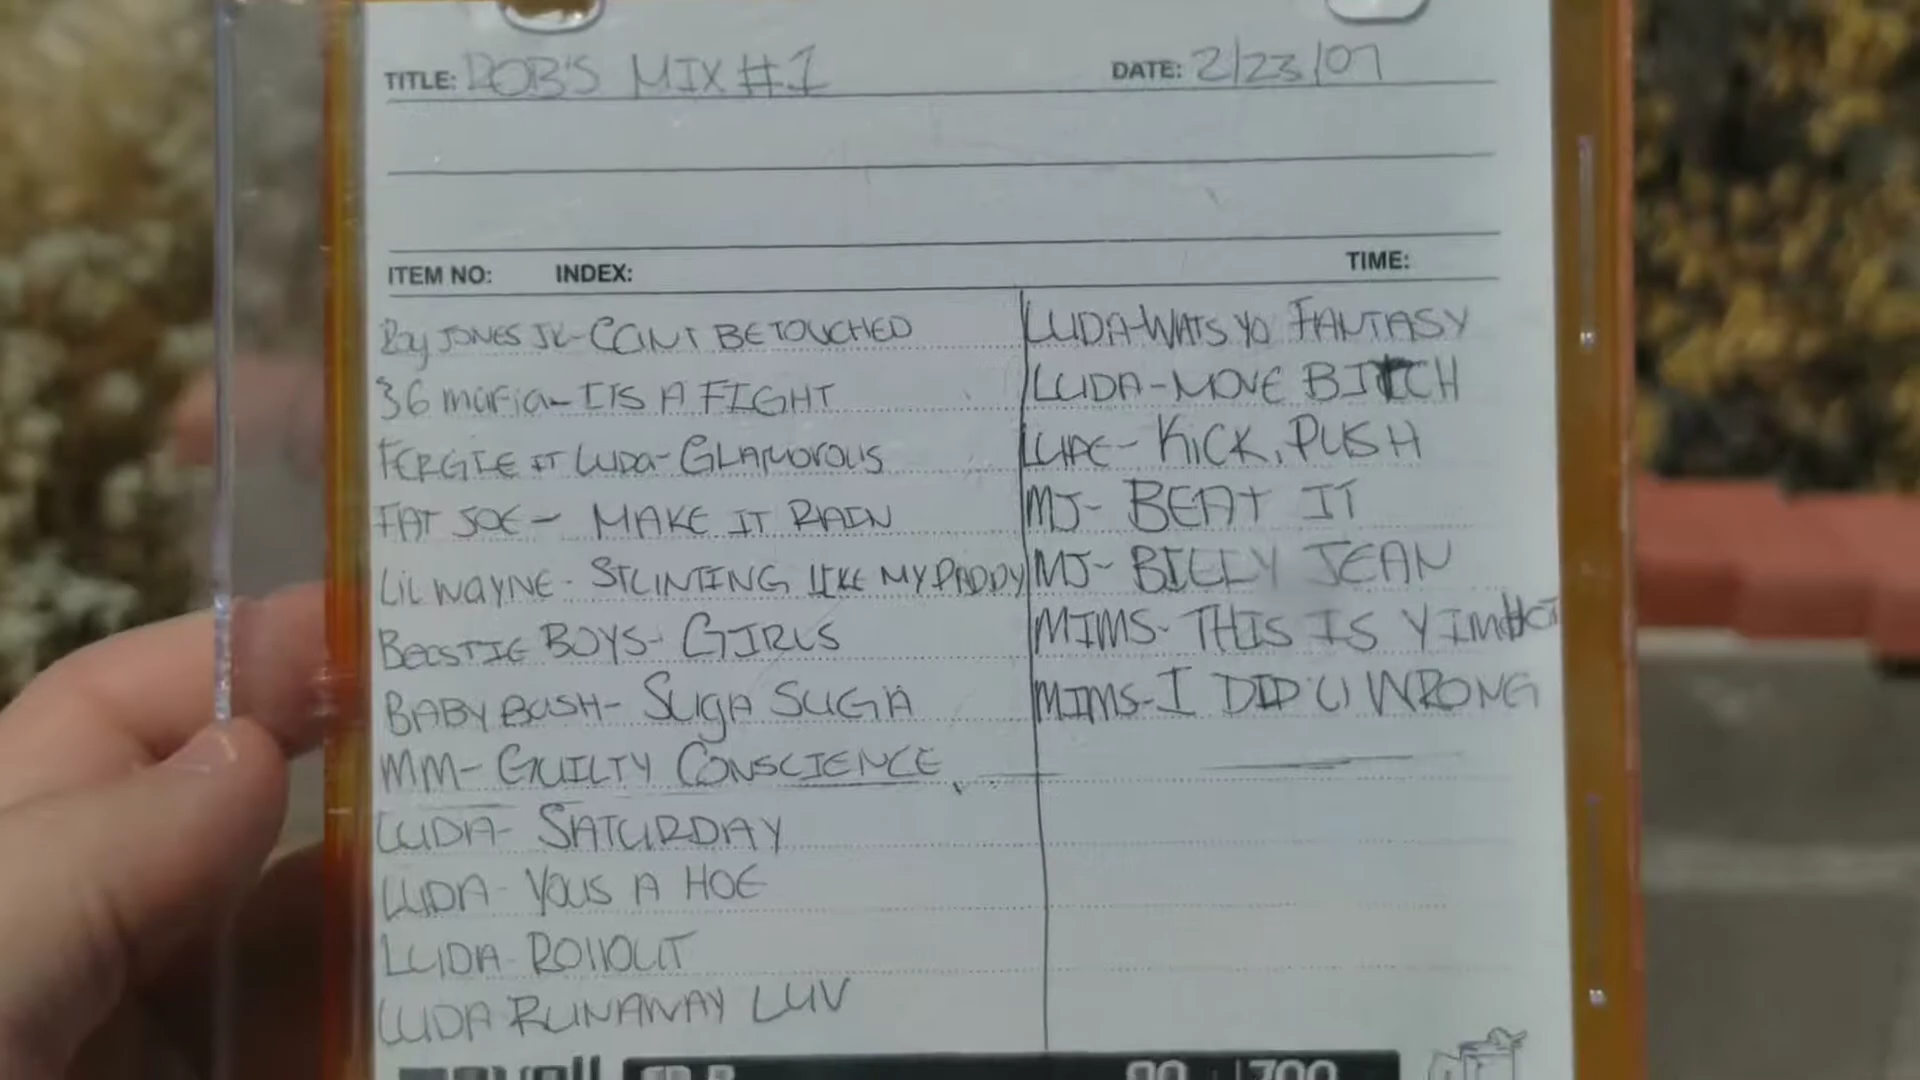 TITLE: ROB'S MIX #1
DATE: 2/23/07
ITEM NO: INDEX: TIME:
Roy JONES JR-CANT BE TOUCHED
36 mafia-ITS A FIGHT
FERGIE FT LUDA-GLAMOROUS
FAT JOE- MAKE IT RAIN
LIL WAYNE- STUNTING LIKE MY DADDY
BEASTIE BOYS- GIRLS
BABY BASH- SUgA SUGA
MM- GUILTY CONSCIENCE
LUDA- SATURDAY
LUDA- YOUS A HOE
LUDA- ROllOUT
LUDA RUNAWAY LUV
LUDA-WATS YO FANTASY
LUDA-MOVE BITCH
LUPE- KICK, PUSH
MJ- BEAT IT
MJ- BILLY JEAN
MIMS- THIS IS Y IM HOT
MIMS-I DID U WRONG
80 700